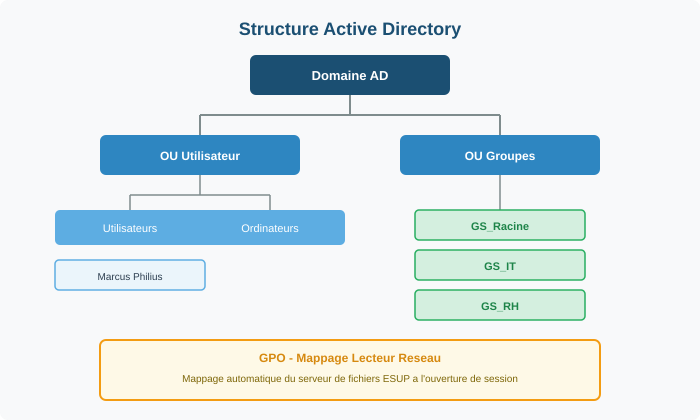 Structure Active Directory
Domaine AD
OU Utilisateur
OU Groupes
Utilisateurs
Ordinateurs
Marcus Philius
GS_Racine
GS_IT
GS_RH
GPO - Mappage Lecteur Reseau
Mappage automatique du serveur de fichiers ESUP a l'ouverture de session